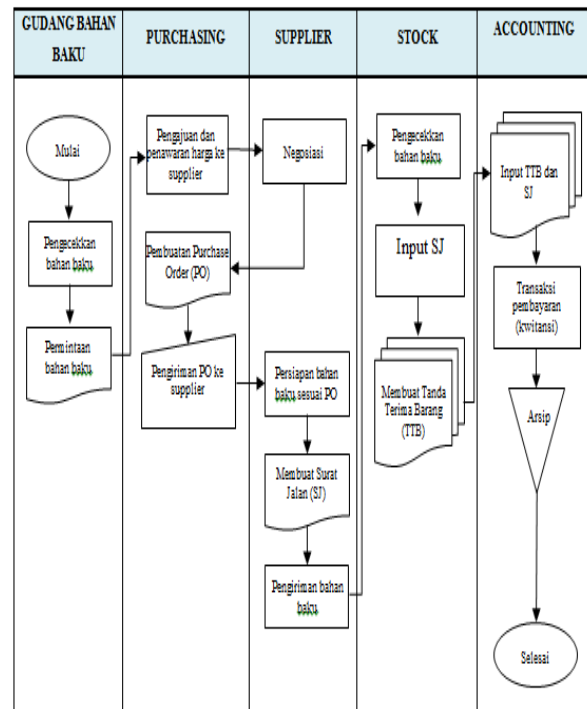 GUDANG BAHAN
BAKU
PURCHASING
SUPPLIER
STOCK
ACCOUNTING
Mulai
Pengecekkan
bahan baku
Permintaan
bahan baku
Pengajuan dan
penawaran harga ke
supplier
Pembuatan Purchase
Order (PO)
Pengiriman PO ke
supplier
Negosiasi
Persiapan bahan
baku sesuai PO
Membuat Surat
Jalan (SJ)
Pengiriman bahan
baku
Pengecekkan
bahan baku
Input SJ
Membuat Tanda
Terima Barang
(TTB)
Input TTB dan
SJ
Transaksi
pembayaran
(kwitansi)
Arsip
Selesai